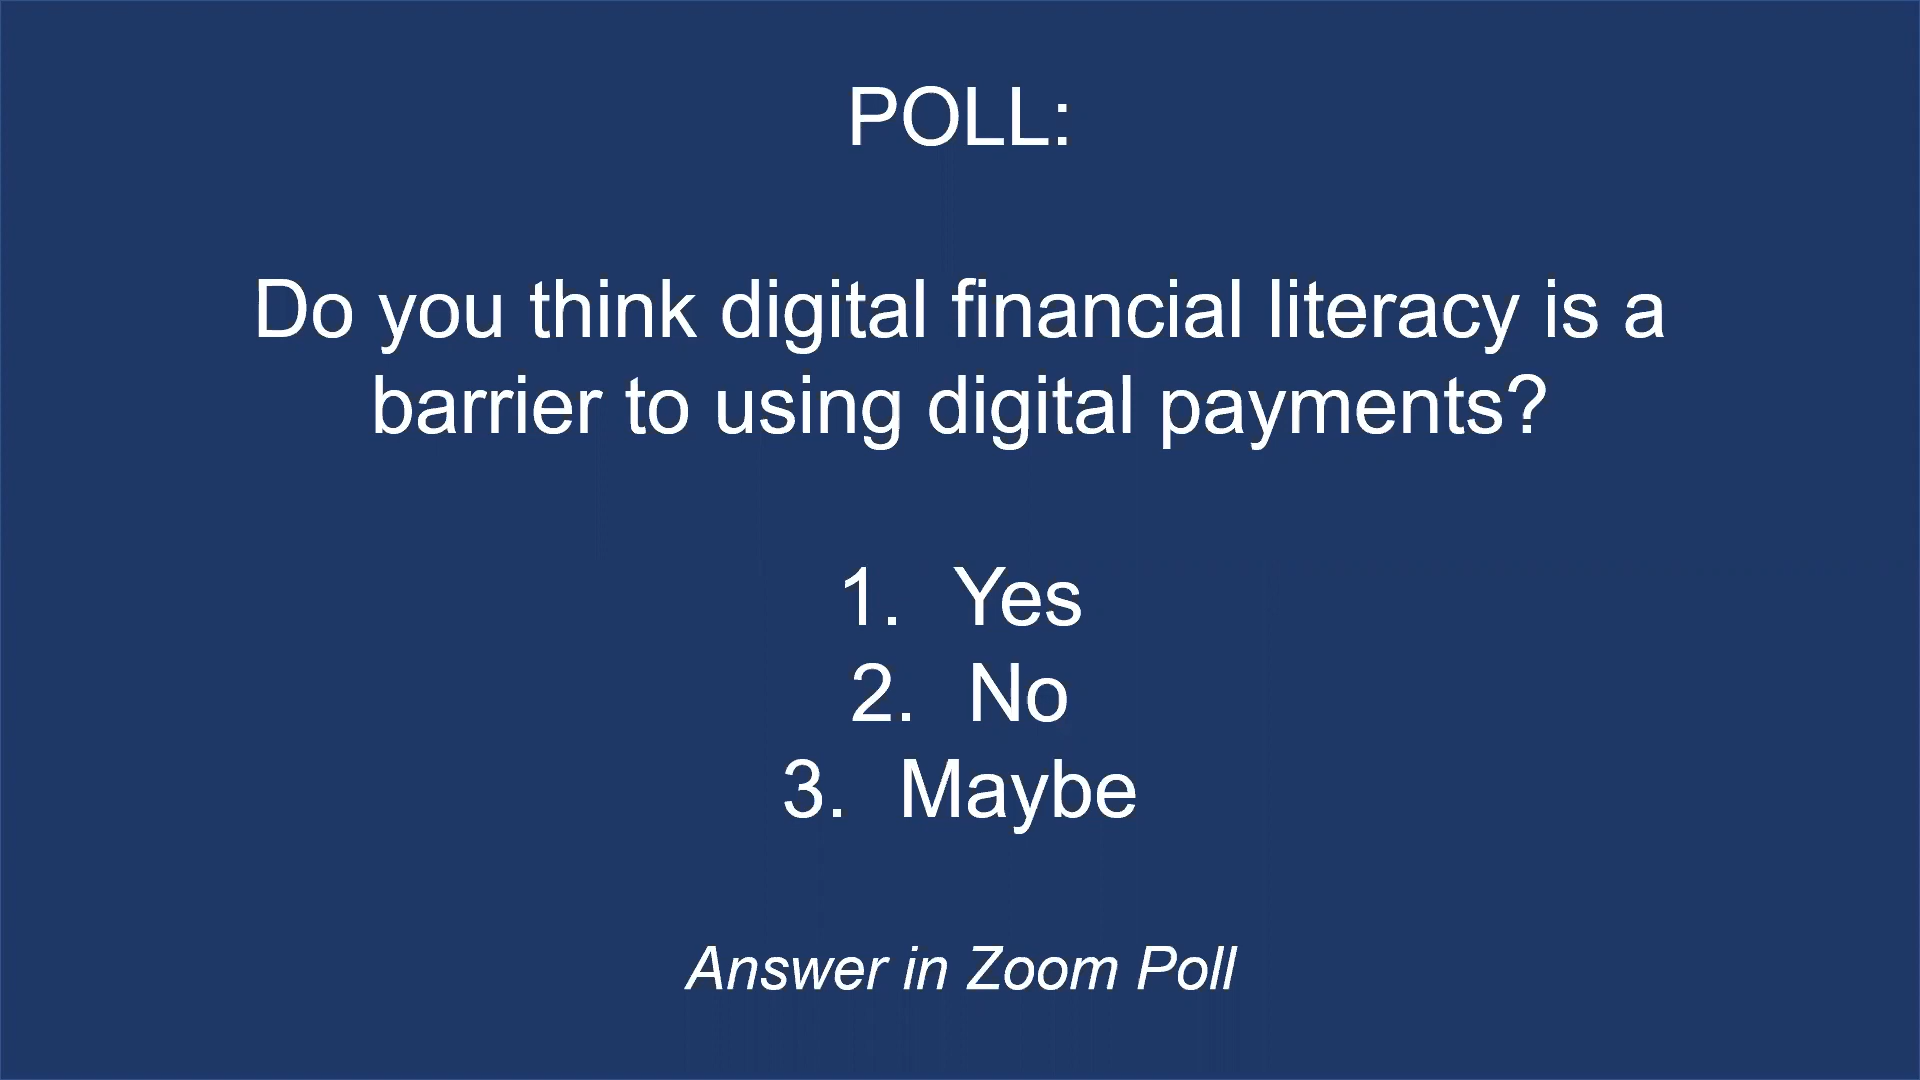 POLL:
Do you think digital financial literacy is a
barrier to using digital payments?
1. Yes
2. No
3. Maybe
Answer in Zoom Poll